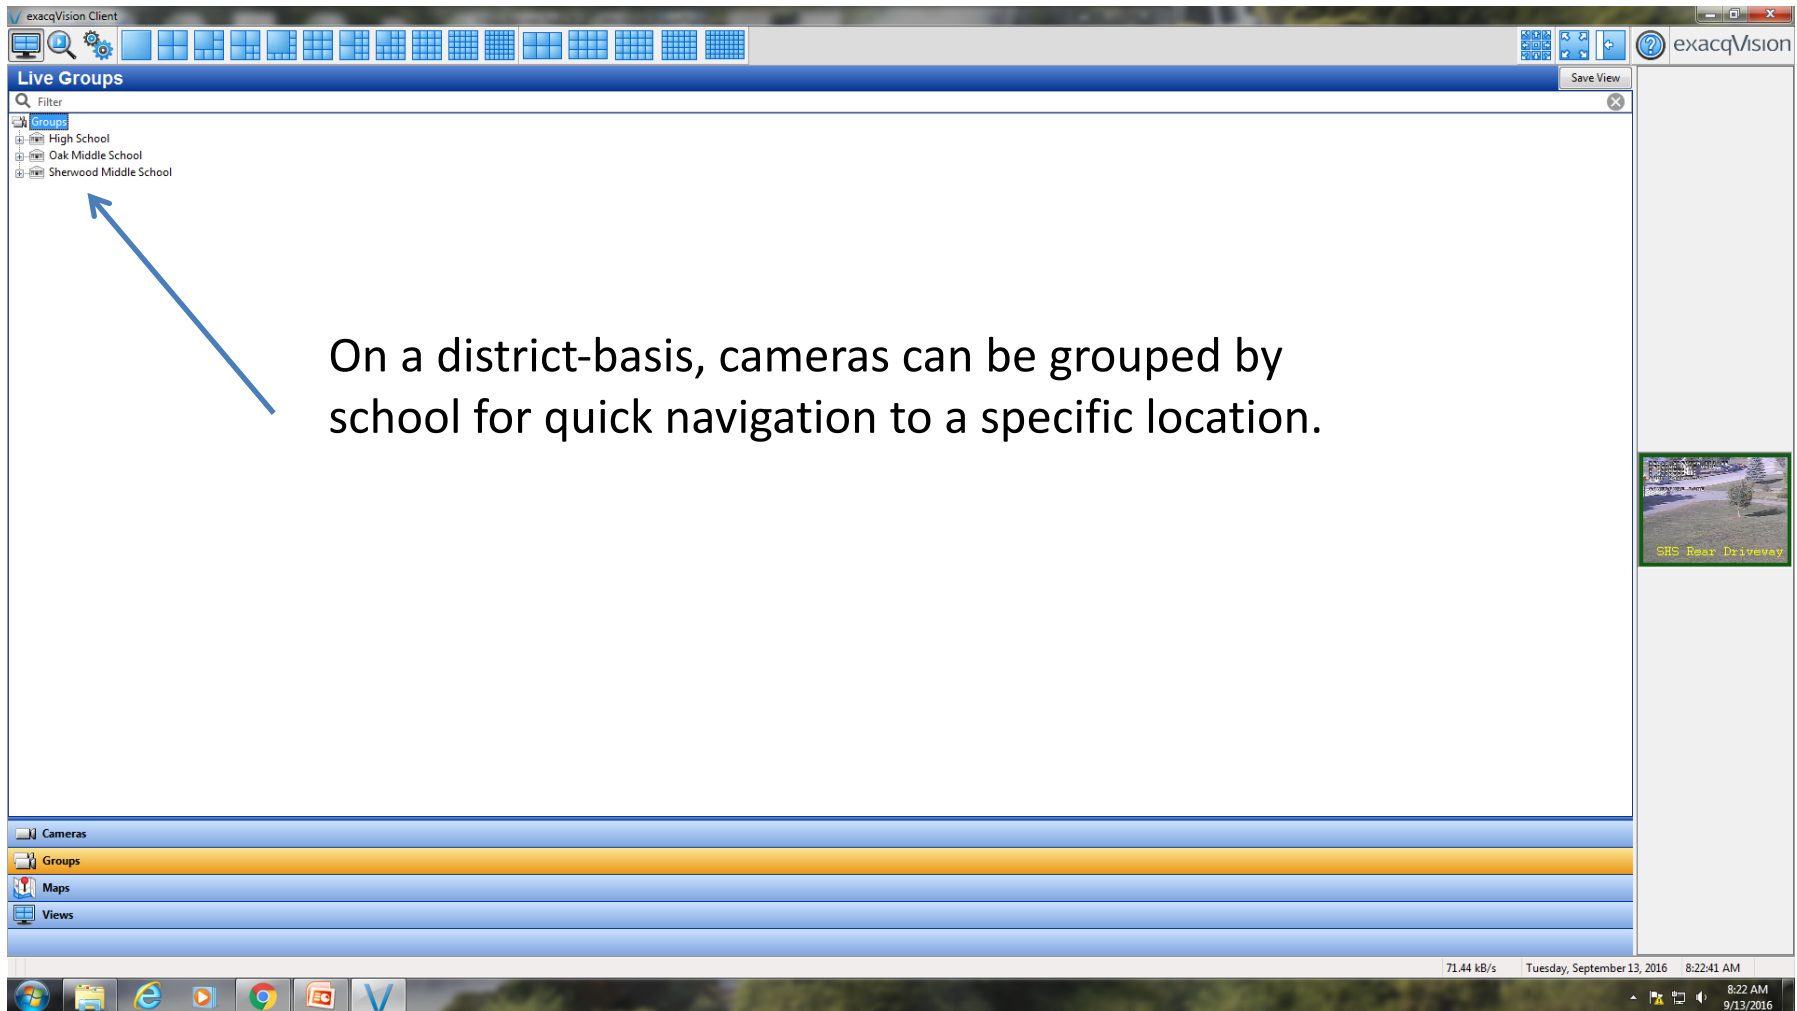 exacqVision Client
exacqVision
Live Groups
Save View
Filter
Groups
High School
Oak Middle School
Sherwood Middle School
On a district-basis, cameras can be grouped by
school for quick navigation to a specific location.
SHS Rear Driveway
Cameras
Groups
Maps
Views
71.44 kB/s
Tuesday, September 13, 2016
8:22:41 AM
8:22 AM
9/13/2016